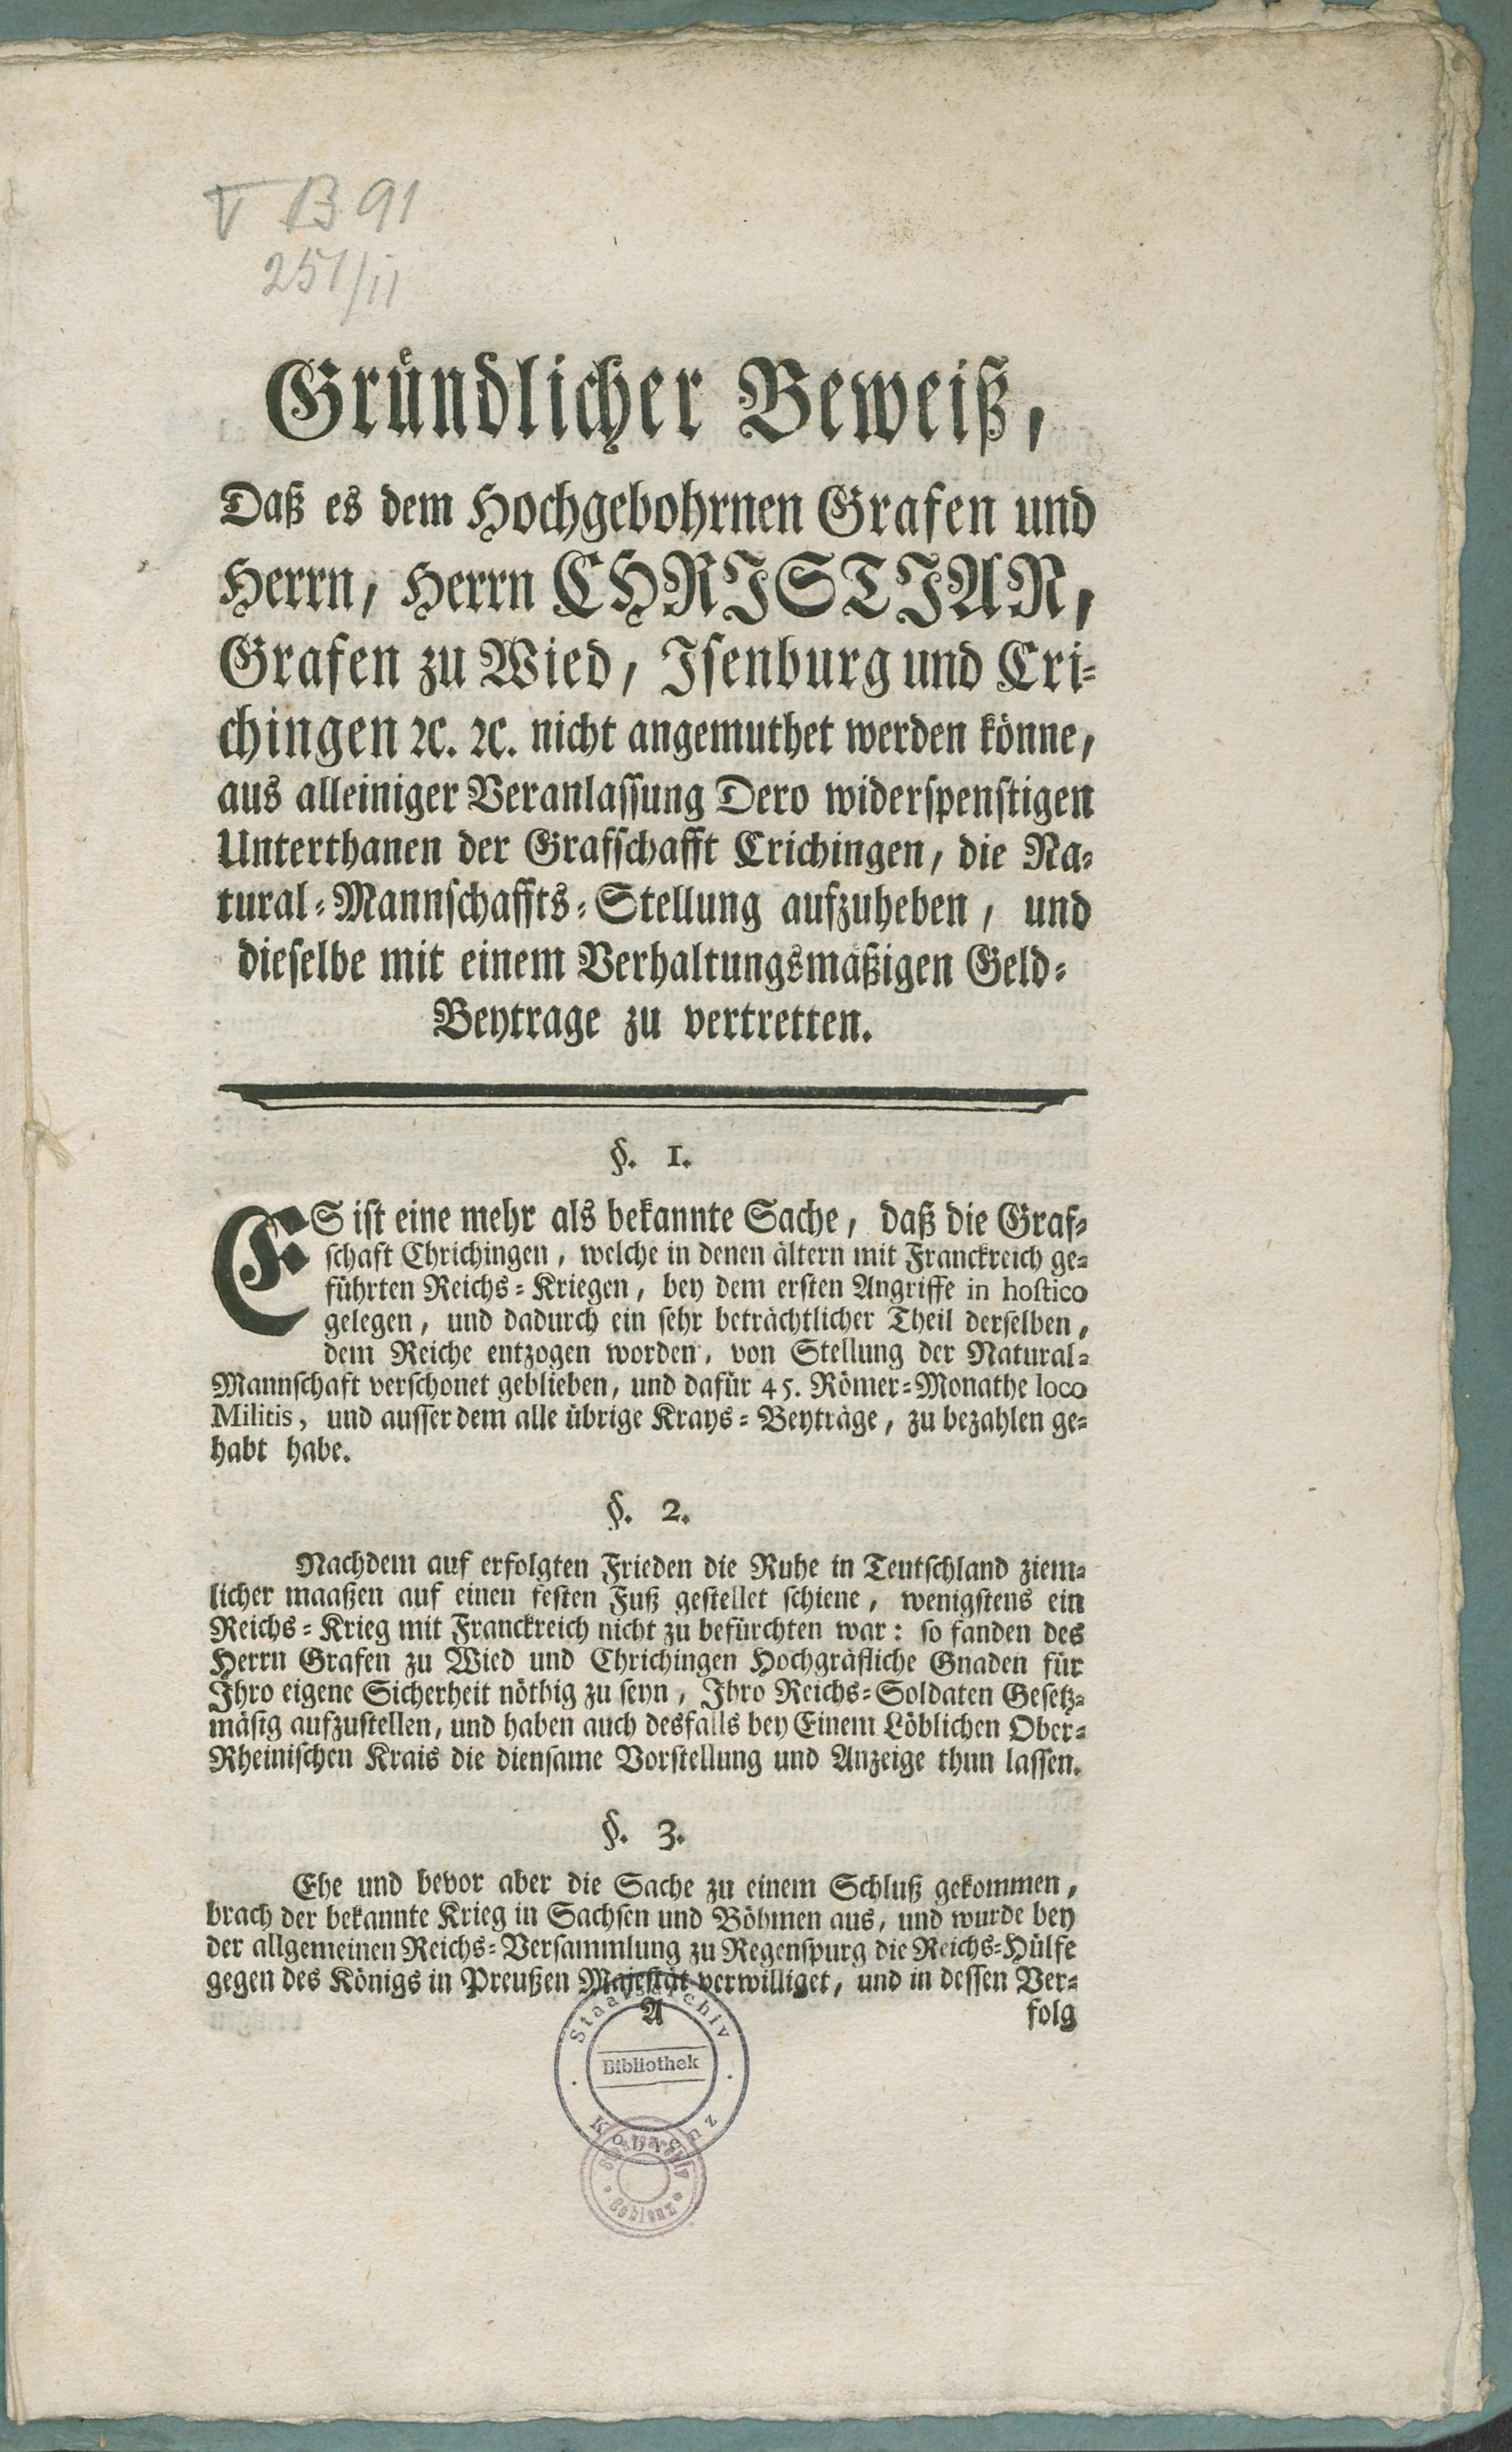 V B 91
251/11
Gründlicher Beweiß,
Daß es dem Hochgebohrnen Grafen und
Herrn, Herrn CHRISTIAN,
Grafen zu Wied, Isenburg und Cri-
chingen ꝛc. ꝛc. nicht angemuthet werden könne,
aus alleiniger Veranlassung Dero widerspenstigen
Unterthanen der Grafschafft Crichingen, die Na-
tural-Mannschaffts-Stellung aufzuheben, und
dieselbe mit einem Verhaltungsmäßigen Geld-
Beytrage zu vertretten.
§. 1.
ES ist eine mehr als bekannte Sache, daß die Graf-
schaft Chrichingen, welche in denen ältern mit Franckreich ge-
führten Reichs-Kriegen, bey dem ersten Angriffe in hostico
gelegen, und dadurch ein sehr beträchtlicher Theil derselben,
dem Reiche entzogen worden, von Stellung der Natural-
Mannschaft verschonet geblieben, und dafür 45. Römer-Monathe loco
Militis, und ausser dem alle übrige Krays-Beyträge, zu bezahlen ge-
habt habe.
§. 2.
Nachdem auf erfolgten Frieden die Ruhe in Teutschland ziem-
licher maaßen auf einen festen Fuß gestellet schiene, wenigstens ein
Reichs-Krieg mit Franckreich nicht zu befürchten war: so fanden des
Herrn Grafen zu Wied und Chrichingen Hochgräfliche Gnaden für
Ihro eigene Sicherheit nöthig zu seyn, Ihro Reichs-Soldaten Gesetz-
mäsig aufzustellen, und haben auch desfalls bey Einem Löblichen Ober-
Rheinischen Krais die diensame Vorstellung und Anzeige thun lassen.
§. 3.
Ehe und bevor aber die Sache zu einem Schluß gekommen,
brach der bekannte Krieg in Sachsen und Böhmen aus, und wurde bey
der allgemeinen Reichs-Versammlung zu Regenspurg die Reichs-Hülfe
gegen des Königs in Preußen Majestät verwilliget, und in dessen Ver-
A
folg
Staatsarchiv
Bibliothek
Koblenz
Staatsarchiv
Coblenz